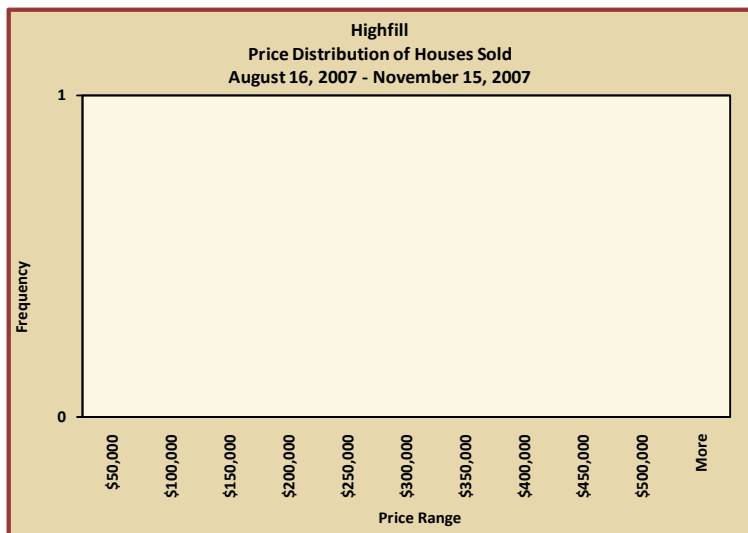 Highfill
Price Distribution of Houses Sold
August 16, 2007 - November 15, 2007
1
Frequency
0
$50,000
$100,000
$150,000
$200,000
$250,000
$300,000
$350,000
$400,000
$450,000
$500,000
More
Price Range